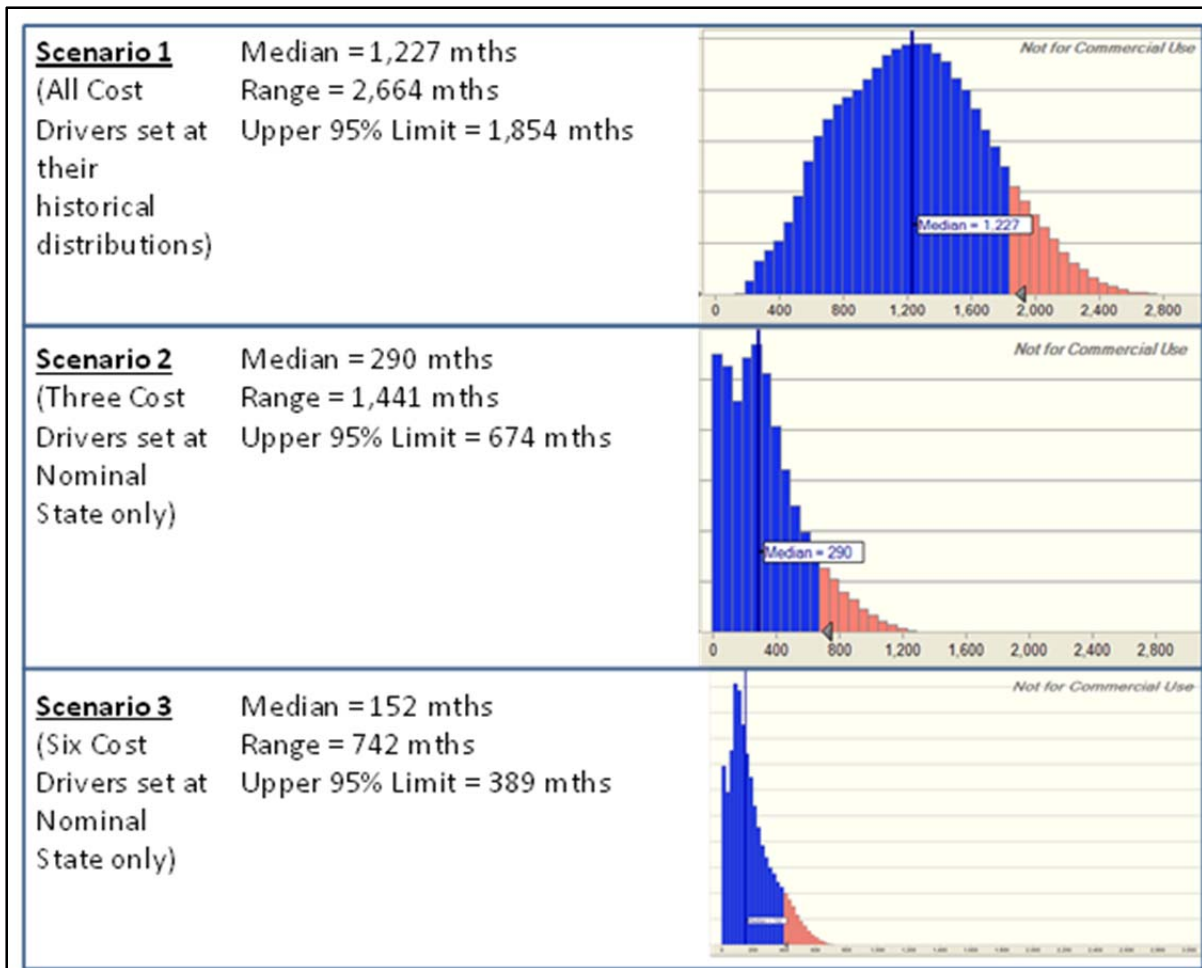 Scenario 1
(All Cost
Drivers set at
their
historical
distributions)
Median = 1,227 mths
Range = 2,664 mths
Upper 95% Limit = 1,854 mths
Not for Commercial Use
Median = 1,227
0 400 800 1,200 1,600 2,000 2,400 2,800
Scenario 2
(Three Cost
Drivers set at
Nominal
State only)
Median = 290 mths
Range = 1,441 mths
Upper 95% Limit = 674 mths
Not for Commercial Use
Median = 290
0 400 800 1,200 1,600 2,000 2,400 2,800
Scenario 3
(Six Cost
Drivers set at
Nominal
State only)
Median = 152 mths
Range = 742 mths
Upper 95% Limit = 389 mths
Not for Commercial Use